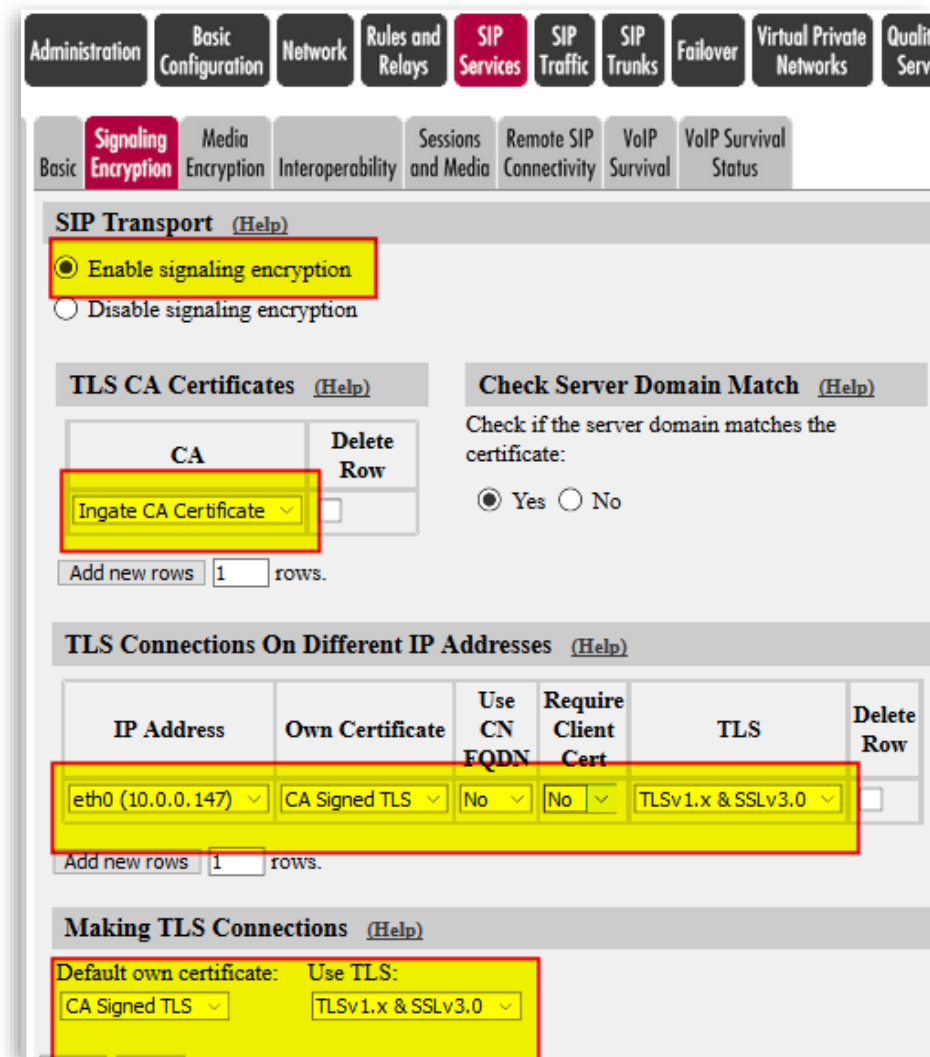 Administration Basic Configuration Network Rules and Relays SIP Services SIP Traffic SIP Trunks Failover Virtual Private Networks
Basic Signaling Encryption Media Encryption Interoperability Sessions and Media Remote SIP Connectivity VoIP Survival VoIP Survival Status
SIP Transport (Help)
Enable signaling encryption
Disable signaling encryption
TLS CA Certificates (Help) Check Server Domain Match (Help)
Check if the server domain matches the
certificate:
CA Delete Row
Yes No
Ingate CA Certificate
Add new rows 1 rows.
TLS Connections On Different IP Addresses (Help)
IP Address Own Certificate Use CN FQDN Require Client Cert TLS Delete Row
eth0 (10.0.0.147) CA Signed TLS No No TLSv1.x & SSLv3.0
Add new rows 1 rows.
Making TLS Connections (Help)
Default own certificate: Use TLS:
CA Signed TLS TLSv1.x & SSLv3.0